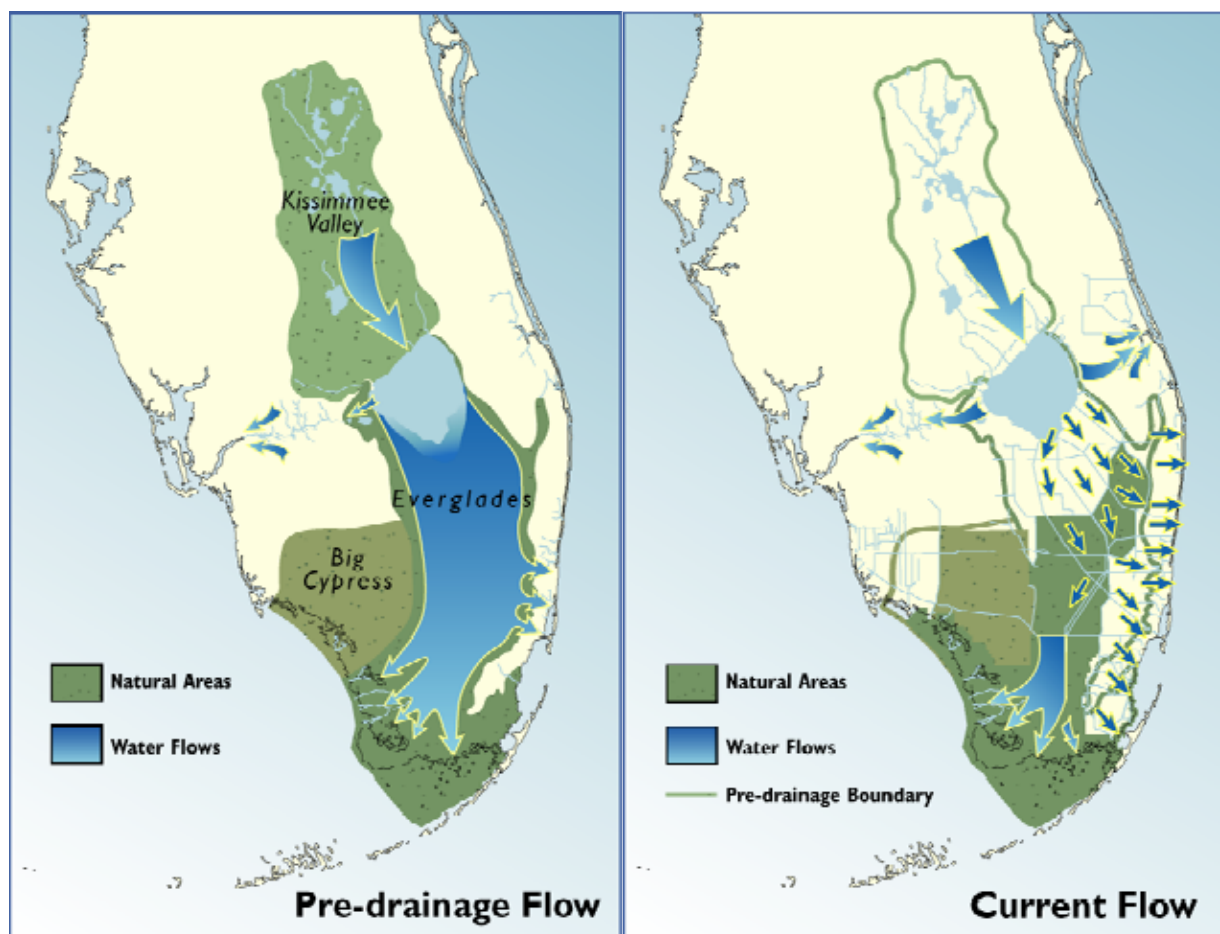 Kissimmee
Valley
Everglades
Big
Cypress
Natural Areas
Water Flows
Pre-drainage Flow
Natural Areas
Water Flows
Pre-drainage Boundary
Current Flow